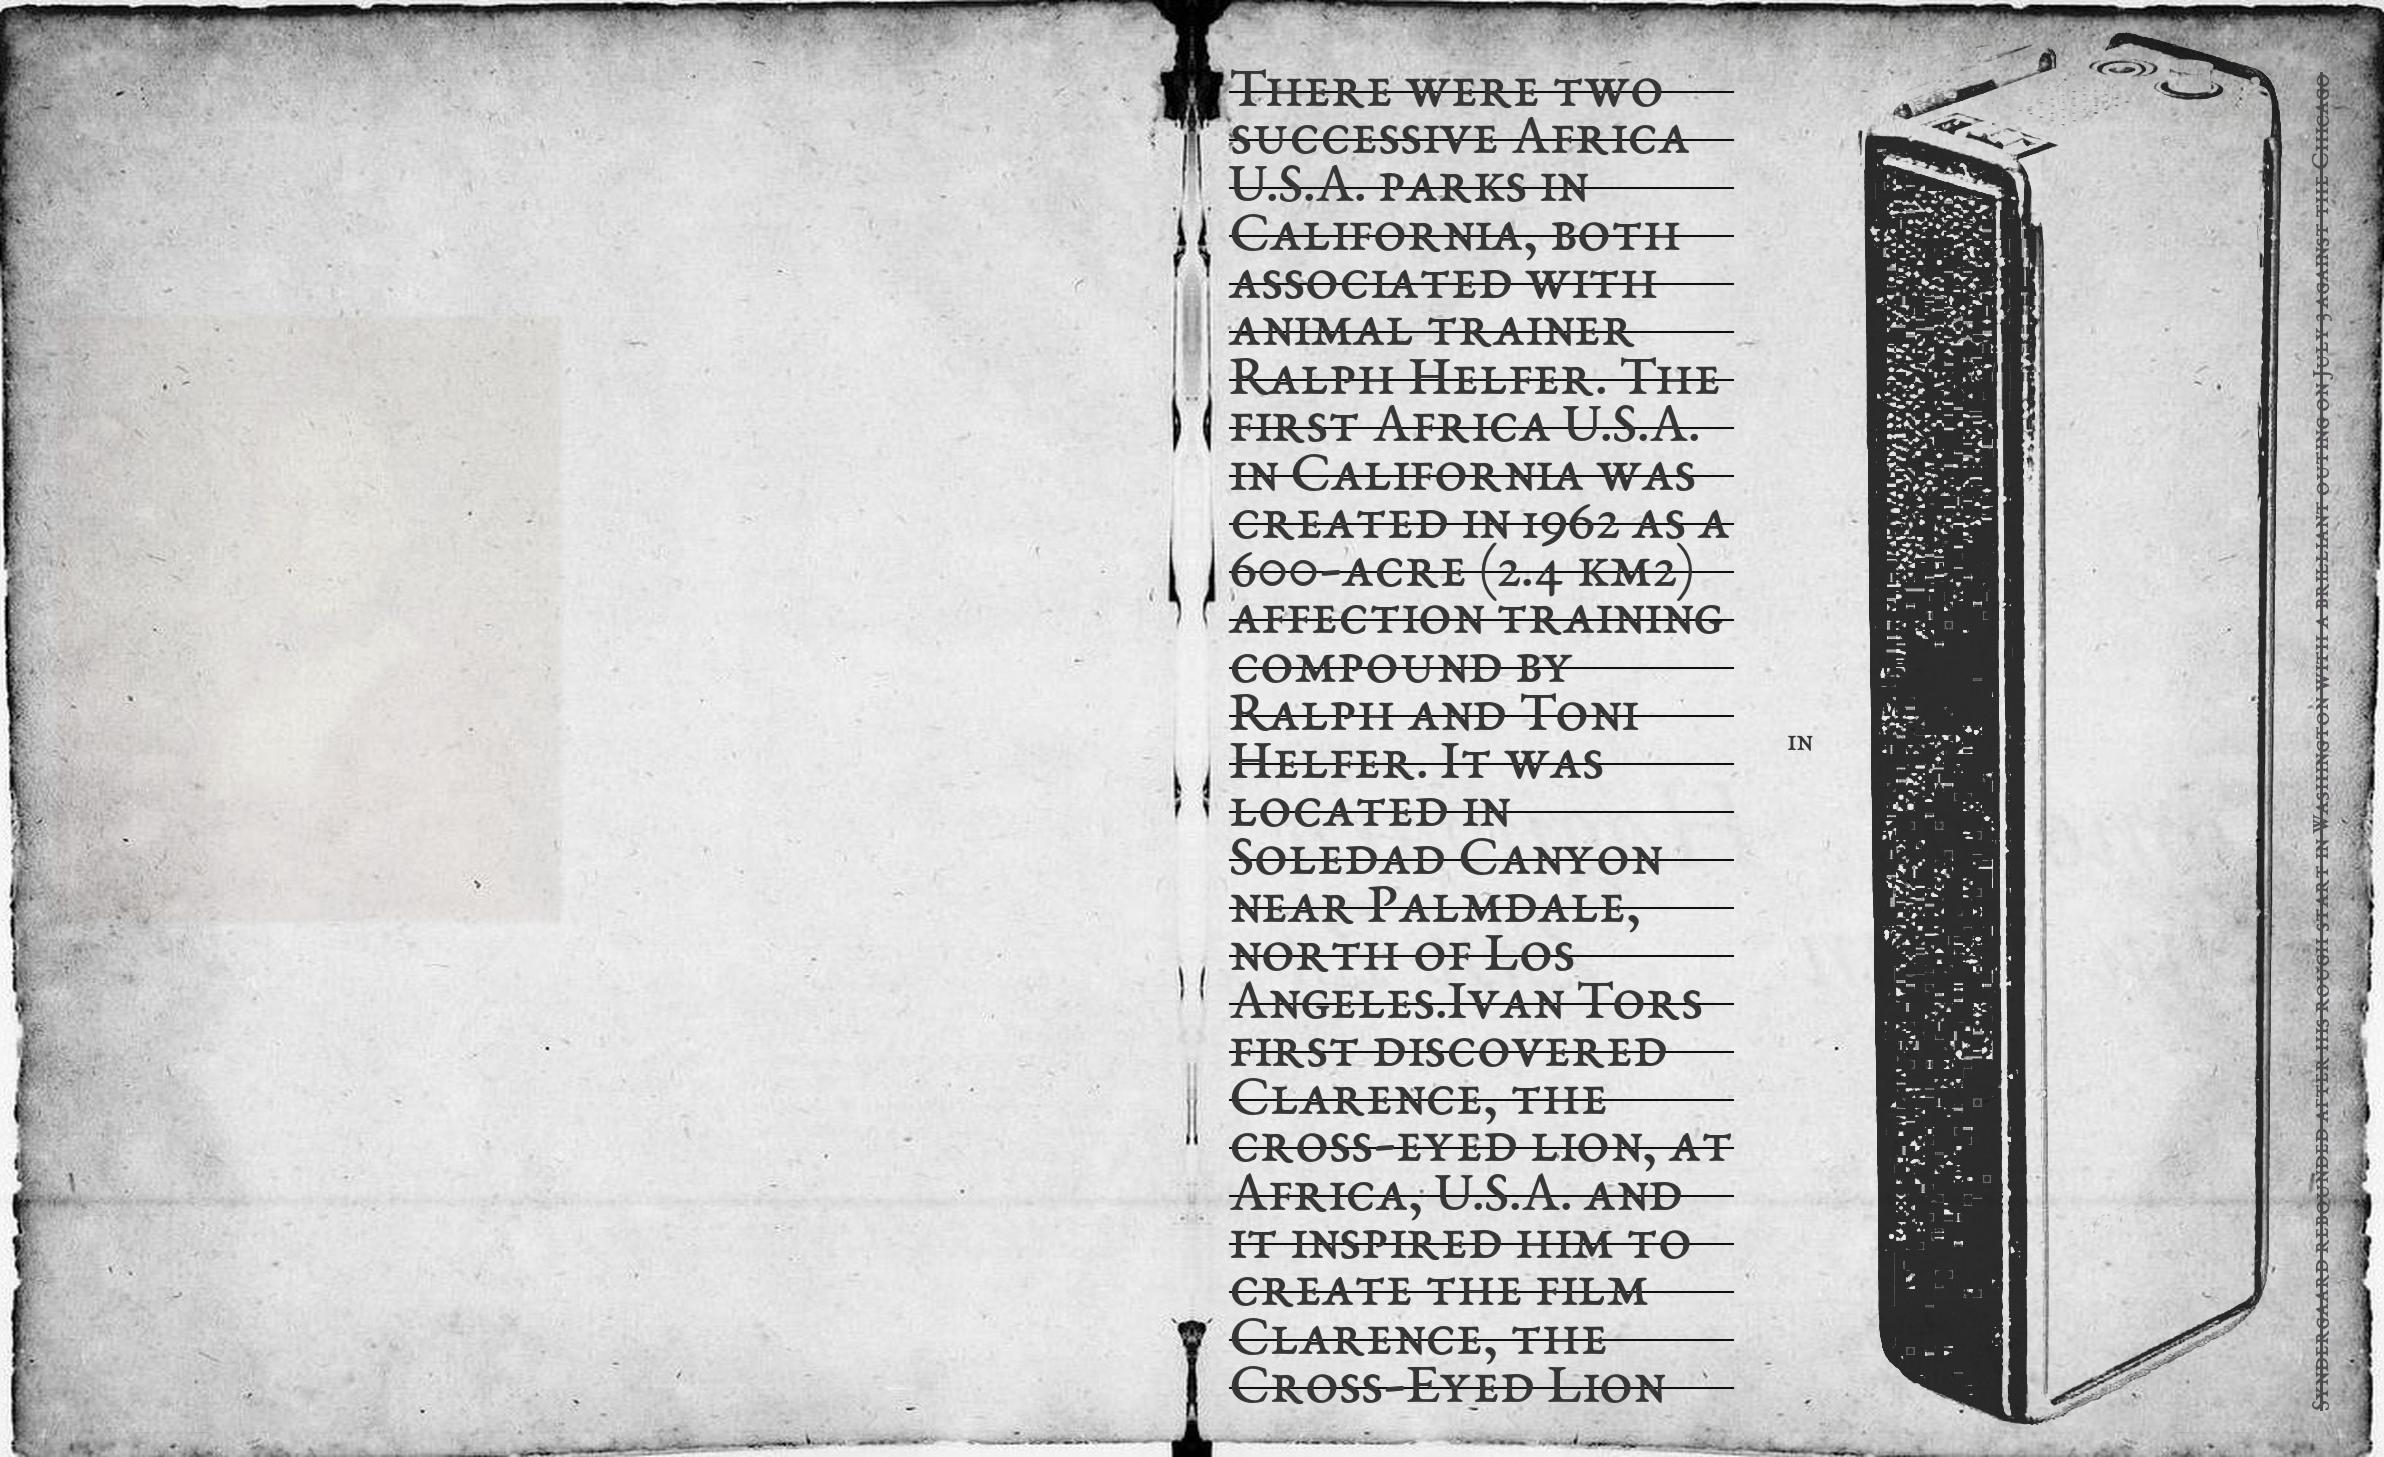 There were two
successive Africa
U.S.A. parks in
California, both
associated with
animal trainer
Ralph Helfer. The
first Africa U.S.A.
in California was
created in 1962 as a
600-acre (2.4 km2)
affection training
compound by
Ralph and Toni
Helfer. It was
located in
Soledad Canyon
near Palmdale,
north of Los
Angeles.Ivan Tors
first discovered
Clarence, the
cross-eyed lion, at
Africa, U.S.A. and
it inspired him to
create the film
Clarence, the
Cross-Eyed Lion
in
Syndergaard rebounded after his rough start in Washington with a brilliant outing on July 3 against the Chicago